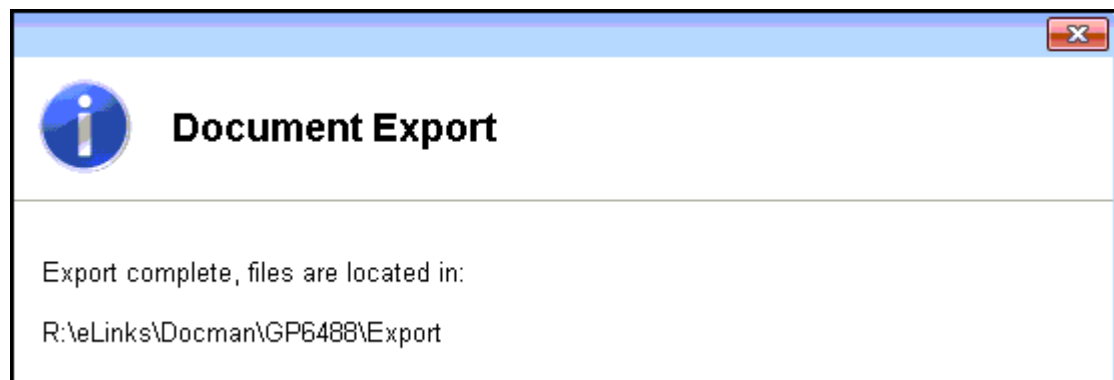 Document Export
Export complete, files are located in:
R:\eLinks\Docman\GP6488\Export